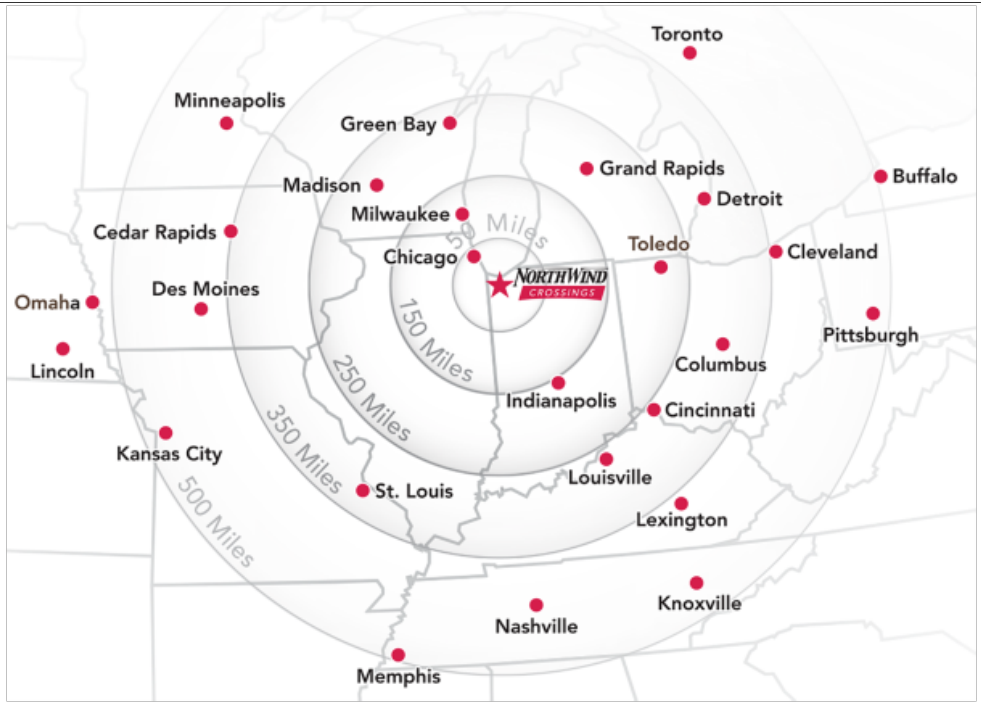 Toronto
Minneapolis
Green Bay
Grand Rapids
Buffalo
Madison
Detroit
Milwaukee
50 Miles
Cedar Rapids
Toledo
Cleveland
Chicago
NORTHWIND
CROSSINGS
Des Moines
Omaha
150 Miles
Pittsburgh
Lincoln
Columbus
250 Miles
Indianapolis
Cincinnati
350 Miles
Kansas City
Louisville
St. Louis
500 Miles
Lexington
Knoxville
Nashville
Memphis